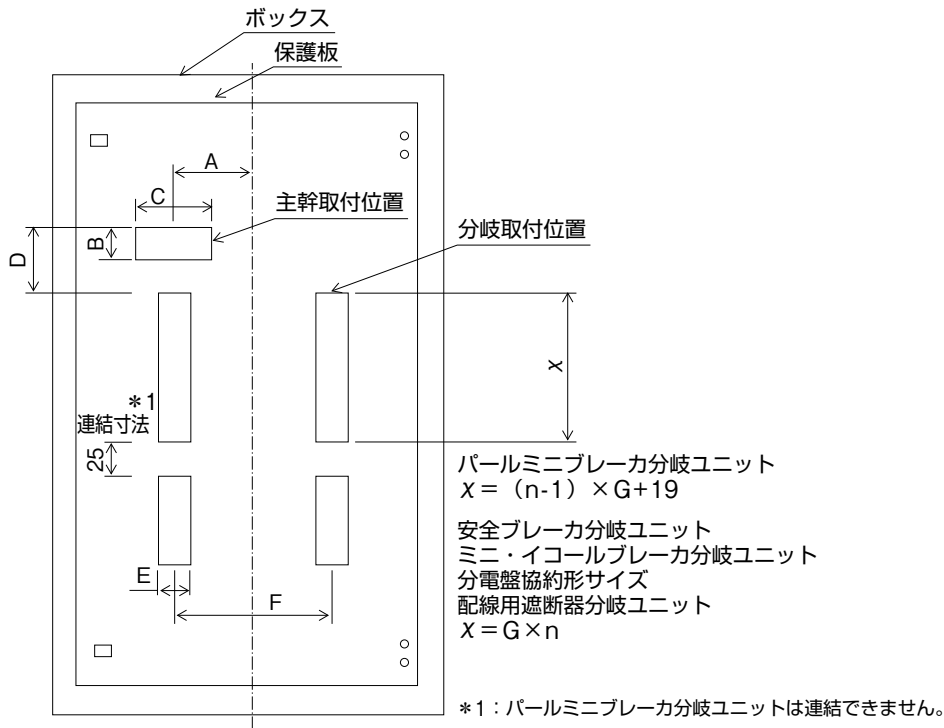 ボックス
保護板
A
C
主幹取付位置
B
D
分岐取付位置
χ
*1
連結寸法
25
パールミニブレーカ分岐ユニット
χ= (n-1) ×G+19
安全ブレーカ分岐ユニット
ミニ・イコールブレーカ分岐ユニット
分電盤協約形サイズ
配線用遮断器分岐ユニット
χ=G×n
E
F
*1:パールミニブレーカ分岐ユニットは連結できません。